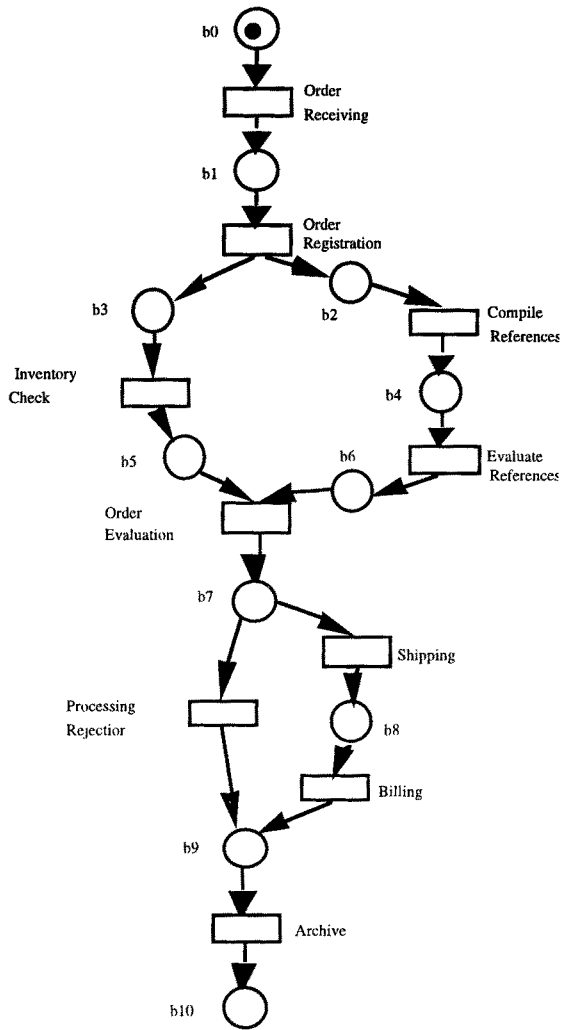 b0
Order
Receiving
b1
Order
Registration
b3
b2
Compile
References
Inventory
Check
b4
b5
b6
Evaluate
References
Order
Evaluation
b7
Shipping
Processing
Rejectior
b8
Billing
b9
Archive
b10